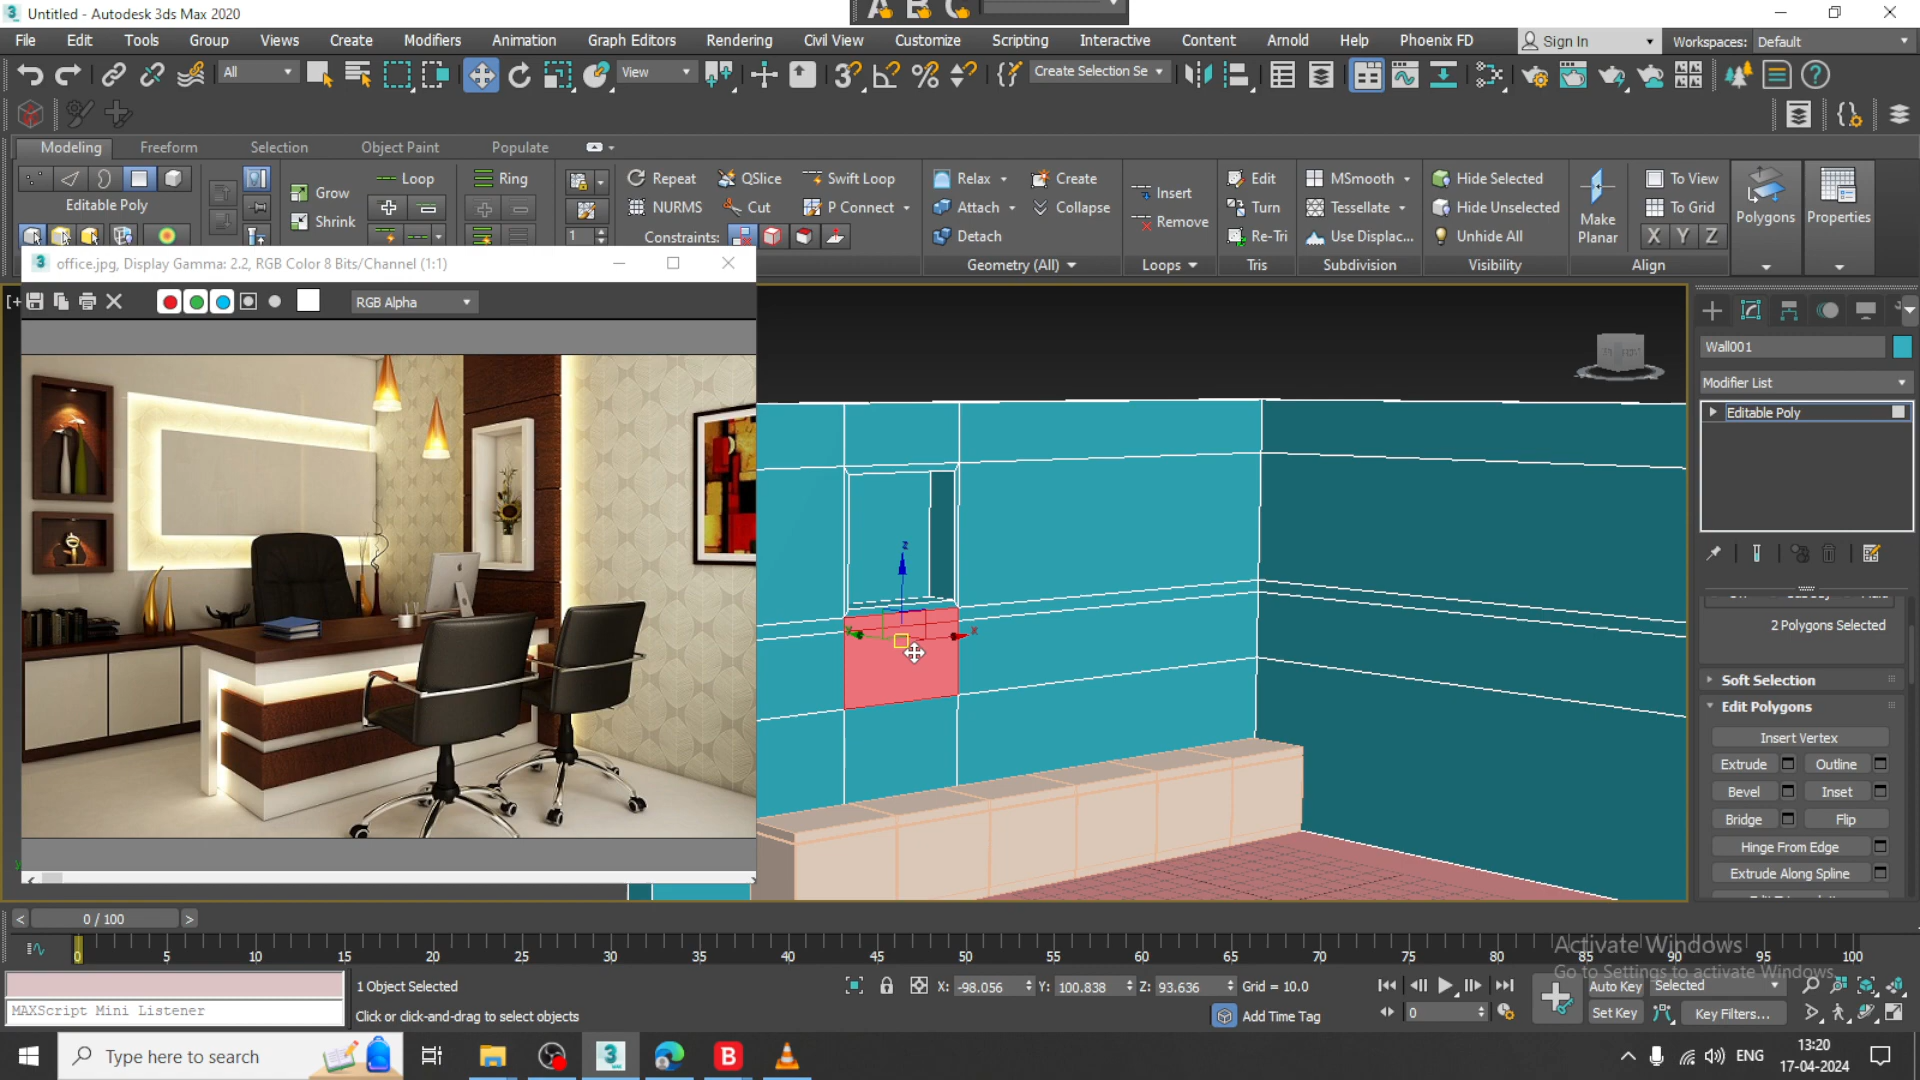 Untitled - Autodesk 3ds Max 2020
File Edit Tools Group Views Create Modifiers Animation Graph Editors Rendering Civil View Customize Scripting Interactive Content Arnold Help Phoenix FD Sign In Workspaces: Default
All View Create Selection Se
Modeling Freeform Selection Object Paint Populate
Loop Ring Repeat QSlice Swift Loop Relax Create Edit MSmooth Hide Selected To View
Grow Insert
Editable Poly NURMS Cut P Connect Attach Collapse Turn Tessellate Hide Unselected To Grid Polygons Properties
Shrink Remove Make Planar
1 Constraints: Detach Re-Tri Use Displac... Unhide All X Y Z
Geometry (All) Loops Tris Subdivision Visibility Align
office.jpg, Display Gamma: 2.2, RGB Color 8 Bits/Channel (1:1)
RGB Alpha
Wall001
Modifier List
Editable Poly
z
x
2 Polygons Selected
Soft Selection
Edit Polygons
Insert Vertex
Extrude Outline
Bevel Inset
Bridge Flip
Hinge From Edge
Extrude Along Spline
< 0 / 100 >
0 5 10 15 20 25 30 35 40 45 50 55 60 65 70 75 80 85 90 95 100
Activate Windows
Go to Settings to activate Windows.
1 Object Selected X: -98.056 Y: 100.838 Z: 93.636 Grid = 10.0 Auto Key Selected
MAXScript Mini Listener Click or click-and-drag to select objects Add Time Tag 0 Set Key Key Filters...
Type here to search ENG 13:20
17-04-2024